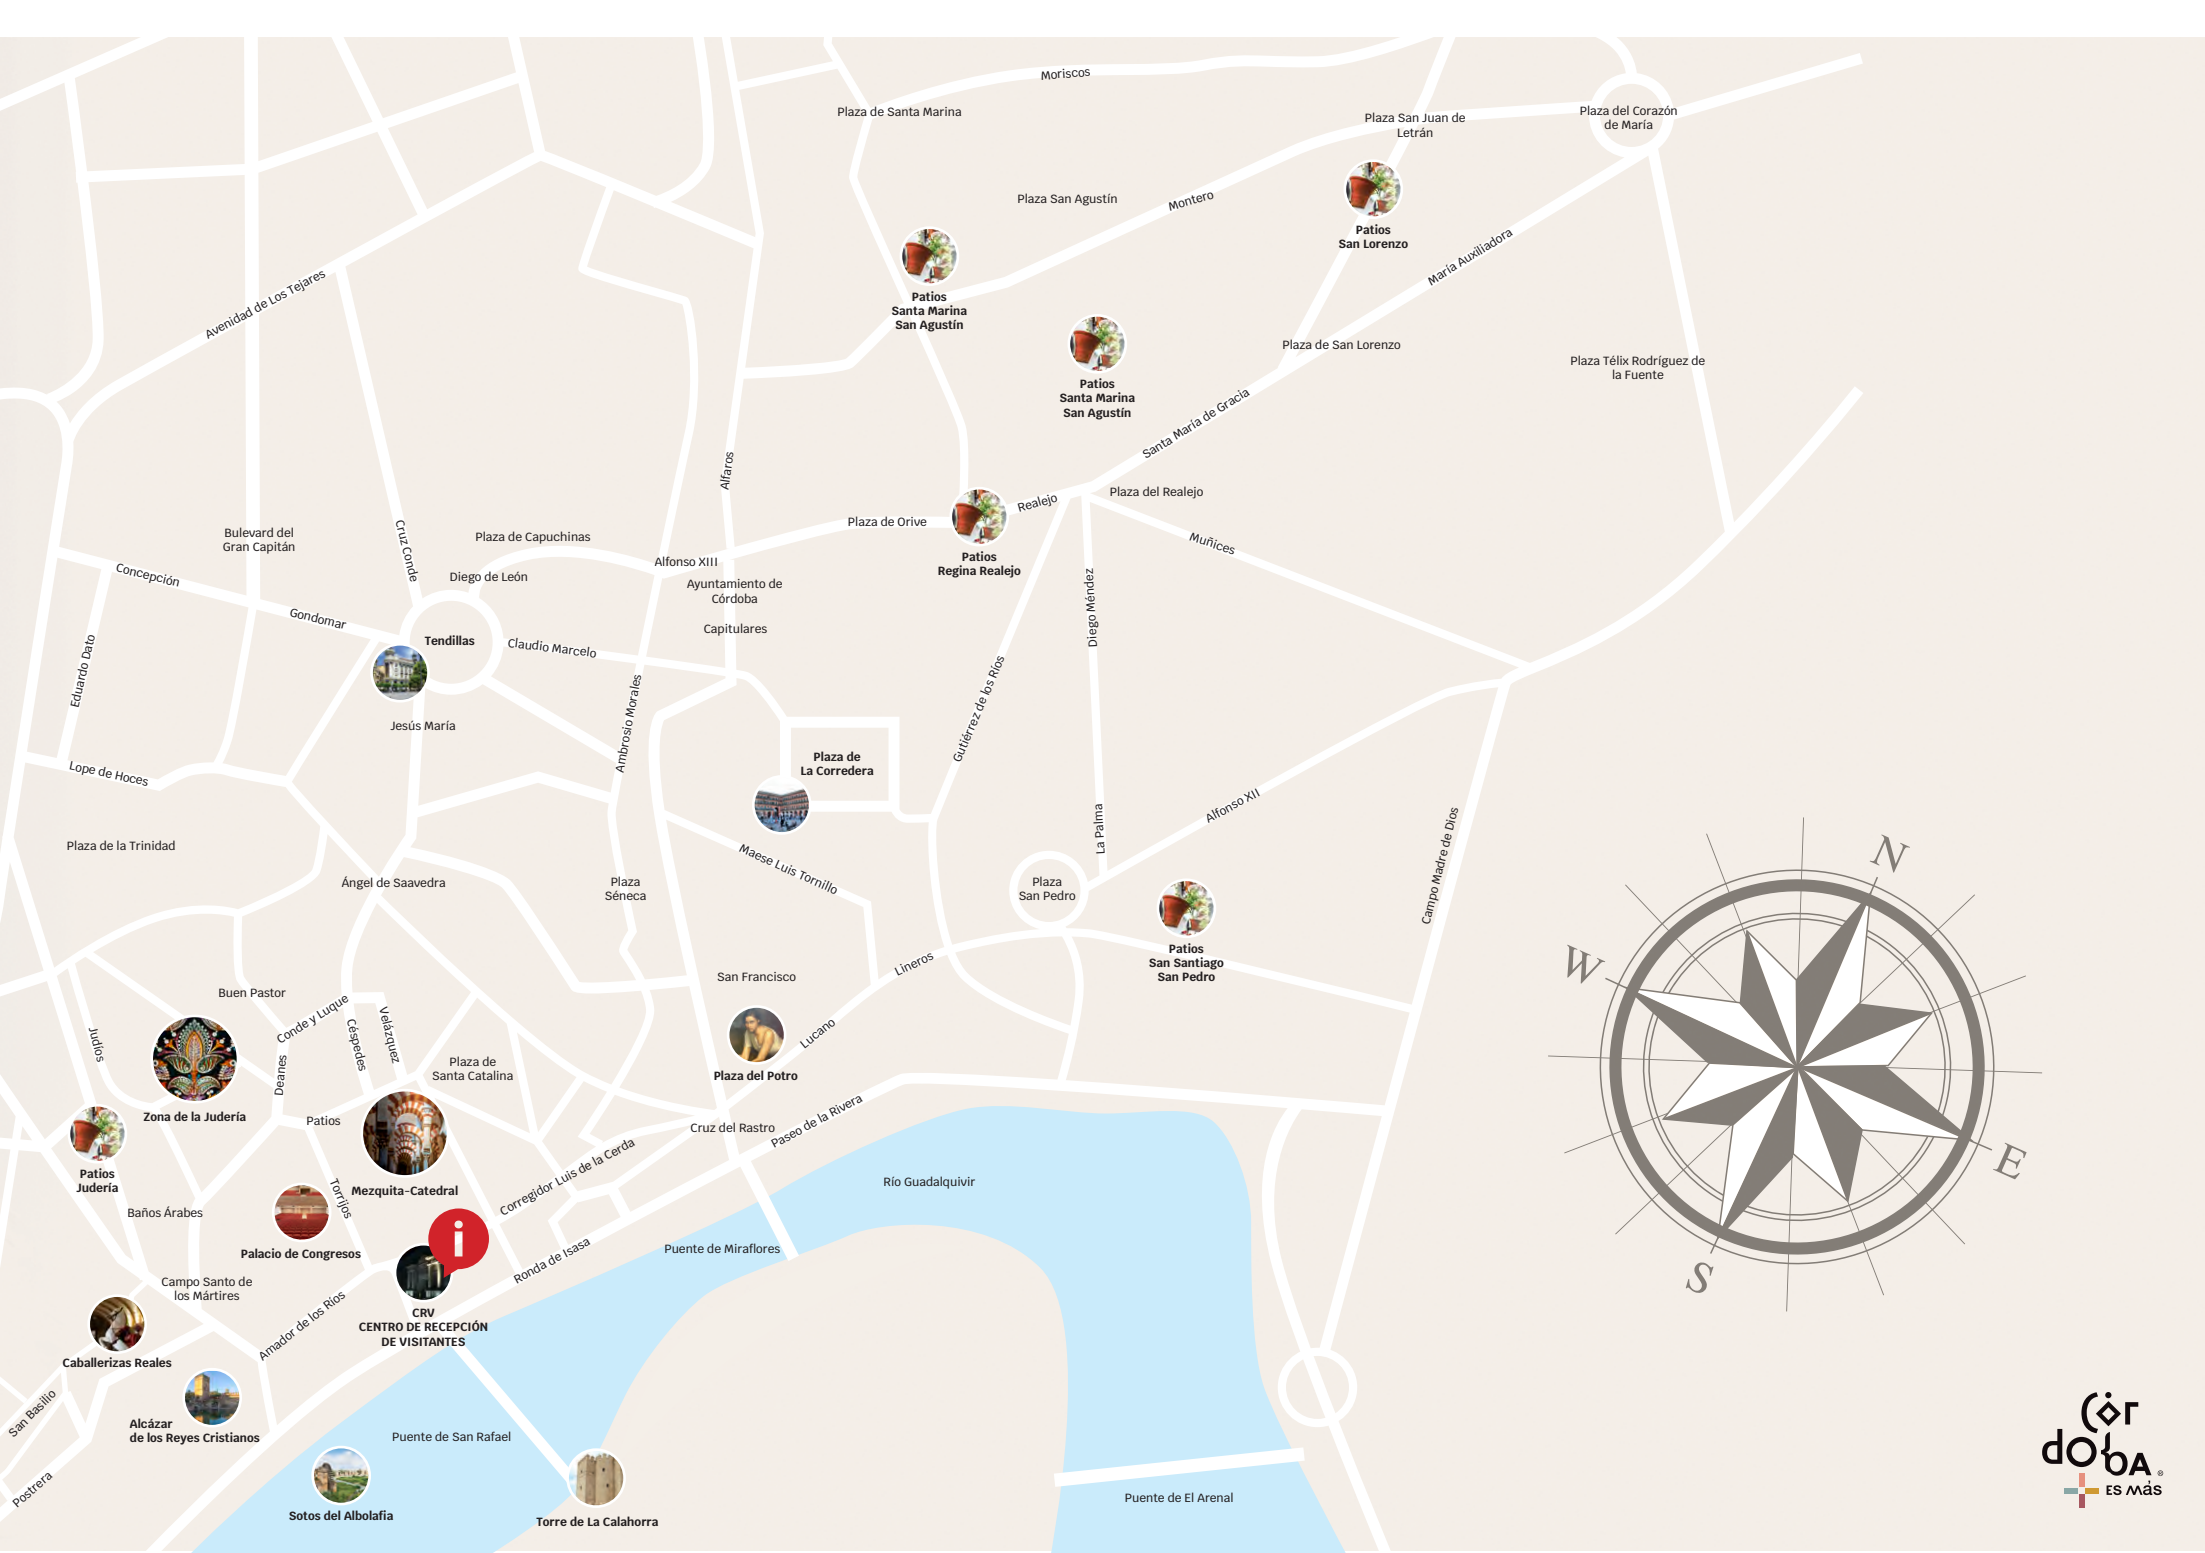 Moriscos
Plaza de Santa Marina
Plaza San Juan de
Letrán
Plaza del Corazón
de María
Plaza San Agustín
Montero
Patios
San Lorenzo
María Auxiliadora
Avenidad de Los Tejares
Patios
Santa Marina
San Agustín
Plaza de San Lorenzo
Plaza Télix Rodríguez de
la Fuente
Patios
Santa Marina
San Agustín
Santa María de Gracia
Alfaros
Plaza del Realejo
Realejo
Plaza de Orive
Bulevard del
Gran Capitán
Cruz Conde
Plaza de Capuchinas
Muñices
Alfonso XIII
Patios
Regina Realejo
Concepción
Diego de León
Ayuntamiento de
Córdoba
Diego Méndez
Gondomar
Capitulares
Tendillas
Claudio Marcelo
Eduardo Dato
Gutiérrez de los Ríos
Ambrosio Morales
Jesús María
Plaza de
La Corredera
Lope de Hoces
Alfonso XII
La Palma
Campo Madre de Dios
Plaza de la Trinidad
Maese Luis Tornillo
Ángel de Saavedra
Plaza
Séneca
Plaza
San Pedro
N
Patios
San Santiago
San Pedro
Lineros
W
San Francisco
Buen Pastor
Conde y Luque
Céspedes
Velázquez
Judíos
Lucano
Deanes
Plaza de
Santa Catalina
Plaza del Potro
Zona de la Judería
Patios
Paseo de la Rivera
Cruz del Rastro
E
Patios
Judería
Corregidor Luis de la Cerda
Río Guadalquivir
Mezquita-Catedral
Torrijos
Baños Árabes
i
Palacio de Congresos
Ronda de Isasa
Puente de Miraflores
Campo Santo de
los Mártires
S
CRV
CENTRO DE RECEPCIÓN
DE VISITANTES
Amador de los Ríos
Caballerizas Reales
San Basilio
Alcázar
de los Reyes Cristianos
Puente de San Rafael
Postrera
Sotos del Albolafia
Torre de La Calahorra
Puente de El Arenal
cór
dobA®
ES más